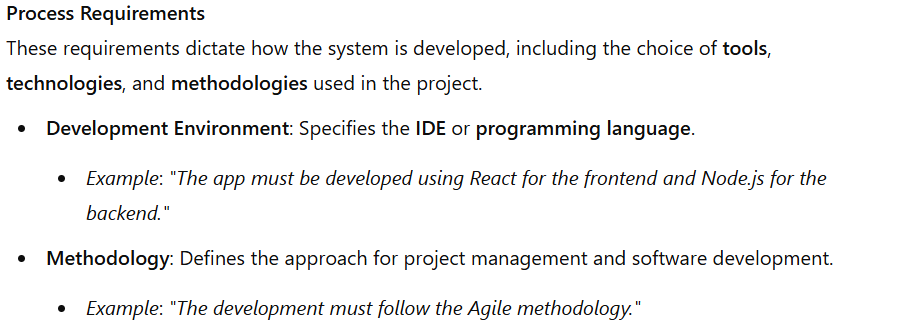 Process Requirements
These requirements dictate how the system is developed, including the choice of tools,
technologies, and methodologies used in the project.
• Development Environment: Specifies the IDE or programming language.
• Example: "The app must be developed using React for the frontend and Node.js for the
backend."
• Methodology: Defines the approach for project management and software development.
• Example: "The development must follow the Agile methodology."